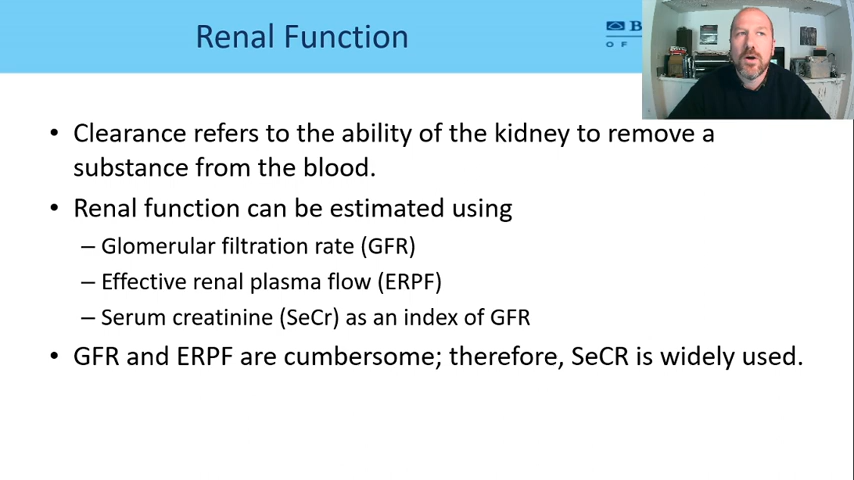 Renal Function
B
O F
• Clearance refers to the ability of the kidney to remove a
substance from the blood.
• Renal function can be estimated using
– Glomerular filtration rate (GFR)
– Effective renal plasma flow (ERPF)
– Serum creatinine (SeCr) as an index of GFR
• GFR and ERPF are cumbersome; therefore, SeCR is widely used.